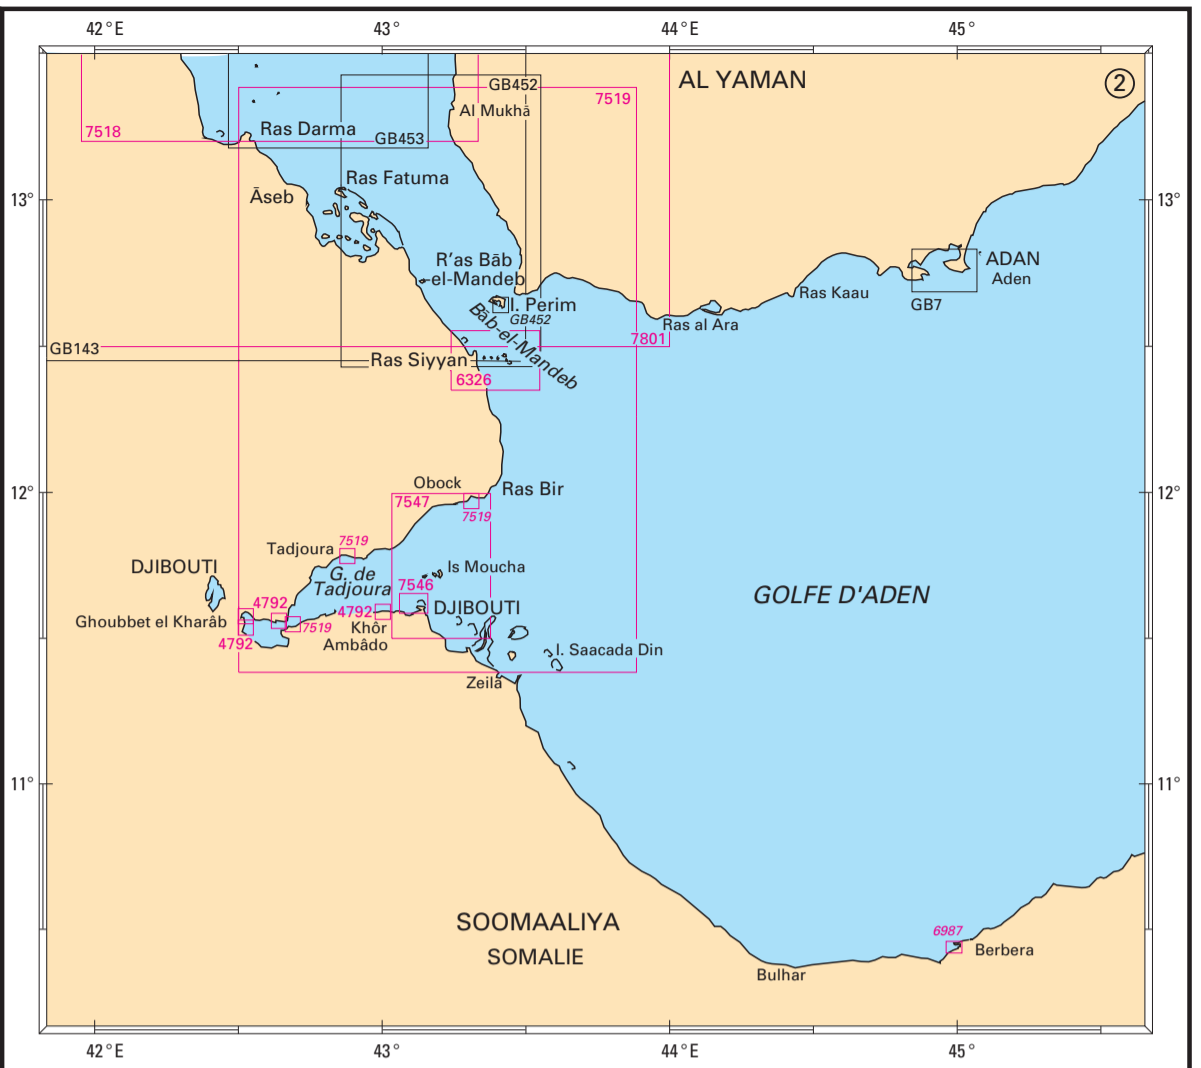 42°E 43° 44°E 45°
AL YAMAN
2
GB452
7519
Al Mukhā
7518
Ras Darma
GB453
Ras Fatuma
13° 13°
Āseb
R'as Bāb
el-Mandeb
ADAN
Aden
Ras Kaau
GB7
I. Perim
GB452
Bāb-el-Mandeb
Ras al Ara
7801
GB143
Ras Siyyan
6326
Obock
Ras Bir
12° 12°
7547
7519
7519
Tadjoura
DJIBOUTI
Is Moucha
G. de
Tadjoura
7546
GOLFE D'ADEN
4792
4792
DJIBOUTI
Ghoubbet el Kharâb
7519
Khôr
Ambâdo
4792
I. Saacada Din
Zeila
11° 11°
SOOMAALIYA
SOMALIE
6987
Berbera
Bulhar
42°E 43° 44°E 45°